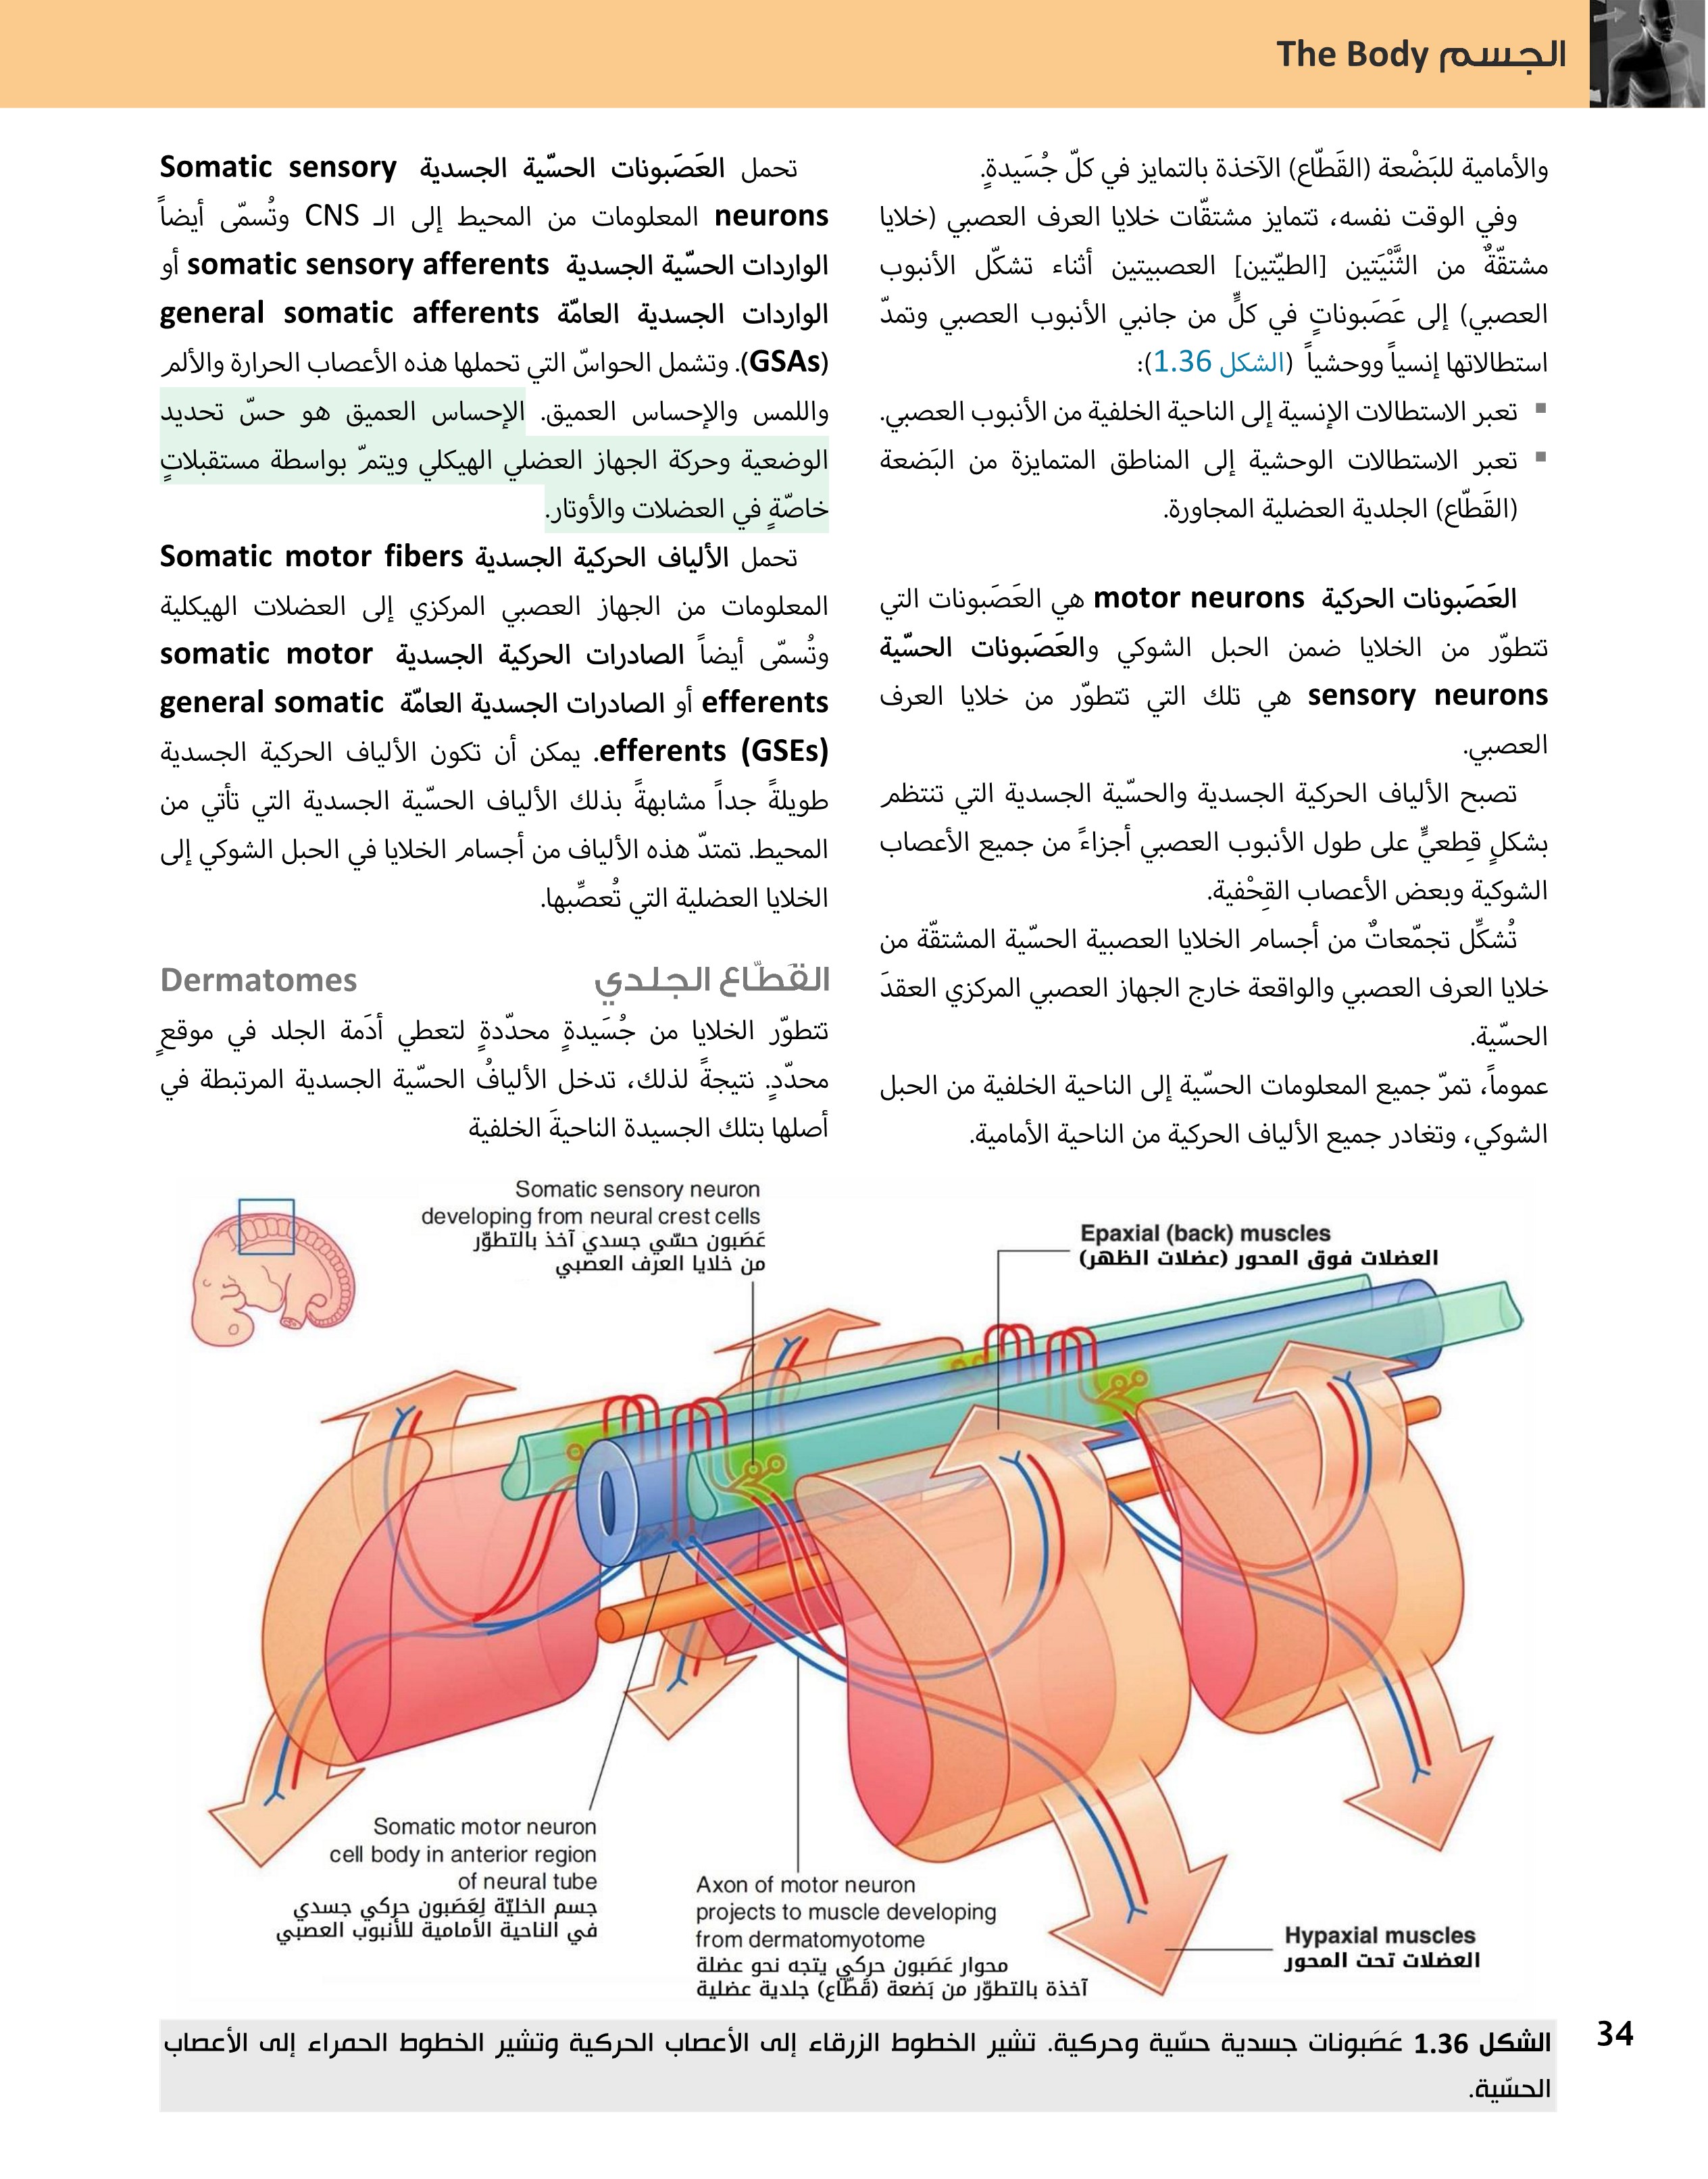 الجسم The Body
والأمامية للبَضْعة (القَطّاع) الآخذة بالتمايز في كلّ جُسَيدةٍ.
وفي الوقت نفسه، تتمايز مشتقّات خلايا العرف العصبي (خلايا
مشتقّةٌ من الثَّنْيَتين [الطيّتين] العصبيتين أثناء تشكّل الأنبوب
العصبي) إلى عَصَبوناتٍ في كلٍّ من جانبي الأنبوب العصبي وتمدّ
استطالاتها إنسياً ووحشياً (الشكل 1.36):
▪ تعبر الاستطالات الإنسية إلى الناحية الخلفية من الأنبوب العصبي.
▪ تعبر الاستطالات الوحشية إلى المناطق المتمايزة من البَضعة
(القَطّاع) الجلدية العضلية المجاورة.
العَصَبونات الحركية motor neurons هي العَصَبونات التي
تتطوّر من الخلايا ضمن الحبل الشوكي والعَصَبونات الحسّية
sensory neurons هي تلك التي تتطوّر من خلايا العرف
العصبي.
تصبح الألياف الحركية الجسدية والحسّية الجسدية التي تنتظم
بشكلٍ قِطعيٍّ على طول الأنبوب العصبي أجزاءً من جميع الأعصاب
الشوكية وبعض الأعصاب القِحْفية.
تُشكِّل تجمّعاتٌ من أجسام الخلايا العصبية الحسّية المشتقّة من
خلايا العرف العصبي والواقعة خارج الجهاز العصبي المركزي العقدَ
الحسّية.
عموماً، تمرّ جميع المعلومات الحسّية إلى الناحية الخلفية من الحبل
الشوكي، وتغادر جميع الألياف الحركية من الناحية الأمامية.
تحمل العَصَبونات الحسّية الجسدية Somatic sensory
neurons المعلومات من المحيط إلى الـ CNS وتُسمّى أيضاً
الواردات الحسّية الجسدية somatic sensory afferents أو
الواردات الجسدية العامّة general somatic afferents
(GSAs). وتشمل الحواسّ التي تحملها هذه الأعصاب الحرارة والألم
واللمس والإحساس العميق. الإحساس العميق هو حسّ تحديد
الوضعية وحركة الجهاز العضلي الهيكلي ويتمّ بواسطة مستقبلاتٍ
خاصّةٍ في العضلات والأوتار.
تحمل الألياف الحركية الجسدية Somatic motor fibers
المعلومات من الجهاز العصبي المركزي إلى العضلات الهيكلية
وتُسمّى أيضاً الصادرات الحركية الجسدية somatic motor
efferents أو الصادرات الجسدية العامّة general somatic
efferents (GSEs). يمكن أن تكون الألياف الحركية الجسدية
طويلةً جداً مشابهةً بذلك الألياف الحسّية الجسدية التي تأتي من
المحيط. تمتدّ هذه الألياف من أجسام الخلايا في الحبل الشوكي إلى
الخلايا العضلية التي تُعصِّبها.
القَطّاع الجلدي Dermatomes
تتطوّر الخلايا من جُسَيدةٍ محدّدةٍ لتعطي أدَمة الجلد في موقعٍ
محدّدٍ. نتيجةً لذلك، تدخل الأليافُ الحسّية الجسدية المرتبطة في
أصلها بتلك الجسيدة الناحيةَ الخلفية
Somatic sensory neuron
developing from neural crest cells
عَصَبون حسّي جسدي آخذ بالتطوّر
من خلايا العرف العصبي
Epaxial (back) muscles
العضلات فوق المحور (عضلات الظهر)
Somatic motor neuron
cell body in anterior region
of neural tube
جسم الخليّة لِعَصَبون حركي جسدي
في الناحية الأمامية للأنبوب العصبي
Axon of motor neuron
projects to muscle developing
from dermatomyotome
محوار عَصَبون حركي يتجه نحو عضلة
آخذة بالتطوّر من بَضعة (قَطّاع) جلدية عضلية
Hypaxial muscles
العضلات تحت المحور
الشكل 1.36 عَصَبونات جسدية حسّية وحركية. تشير الخطوط الزرقاء إلى الأعصاب الحركية وتشير الخطوط الحمراء إلى الأعصاب
الحسّية.
34